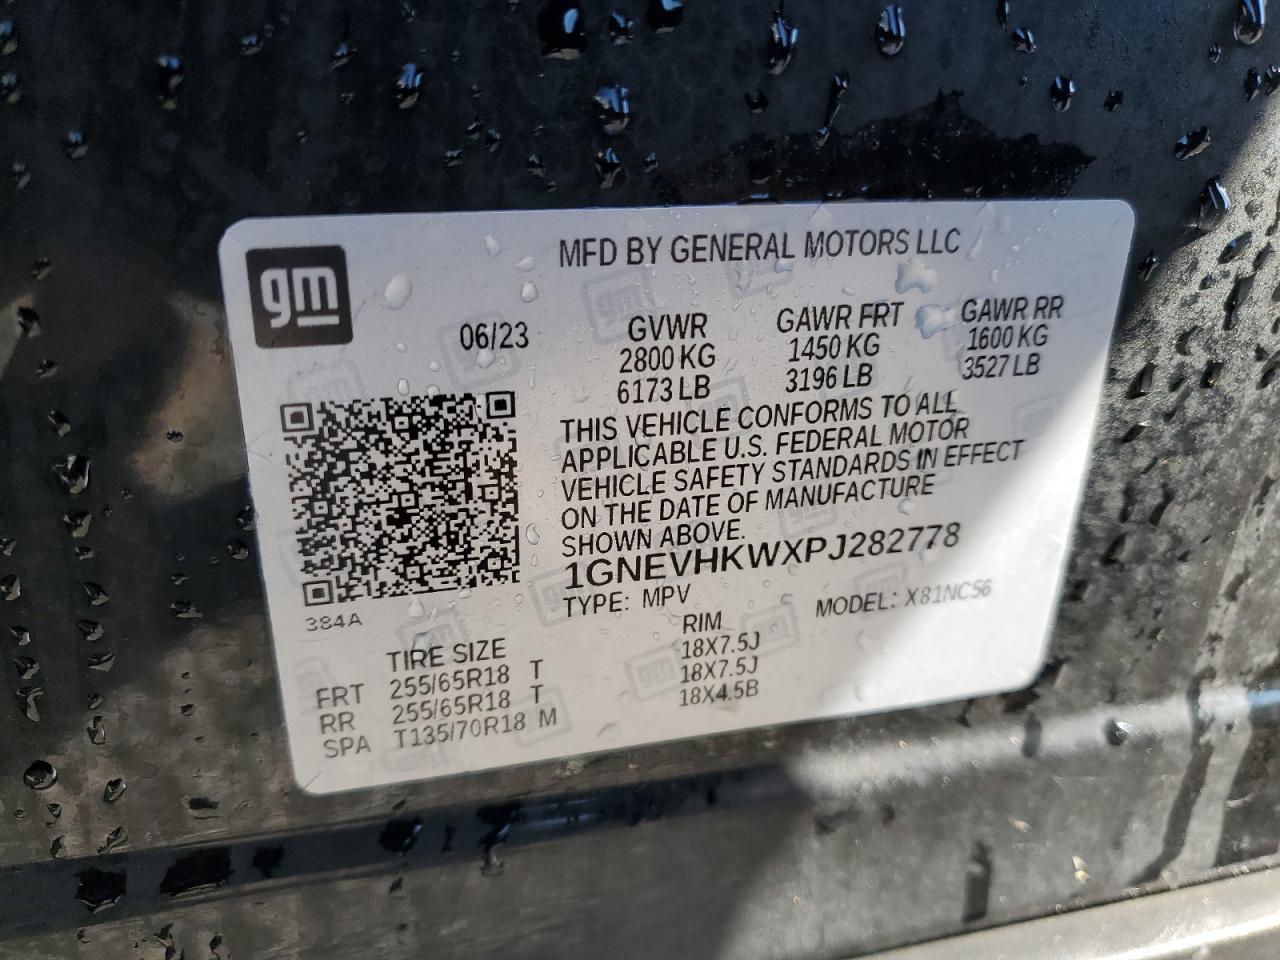 gm
MFD BY GENERAL MOTORS LLC
06/23
GVWR GAWR FRT GAWR RR
2800 KG 1450 KG 1600 KG
6173 LB 3196 LB 3527 LB
THIS VEHICLE CONFORMS TO ALL
APPLICABLE U.S. FEDERAL MOTOR
VEHICLE SAFETY STANDARDS IN EFFECT
ON THE DATE OF MANUFACTURE
SHOWN ABOVE.
1GNEVHKWXPJ282778
TYPE: MPV MODEL: X81NC56
384A
TIRE SIZE RIM
FRT 255/65R18 T 18X7.5J
RR 255/65R18 T 18X7.5J
SPA T135/70R18 M 18X4.5B